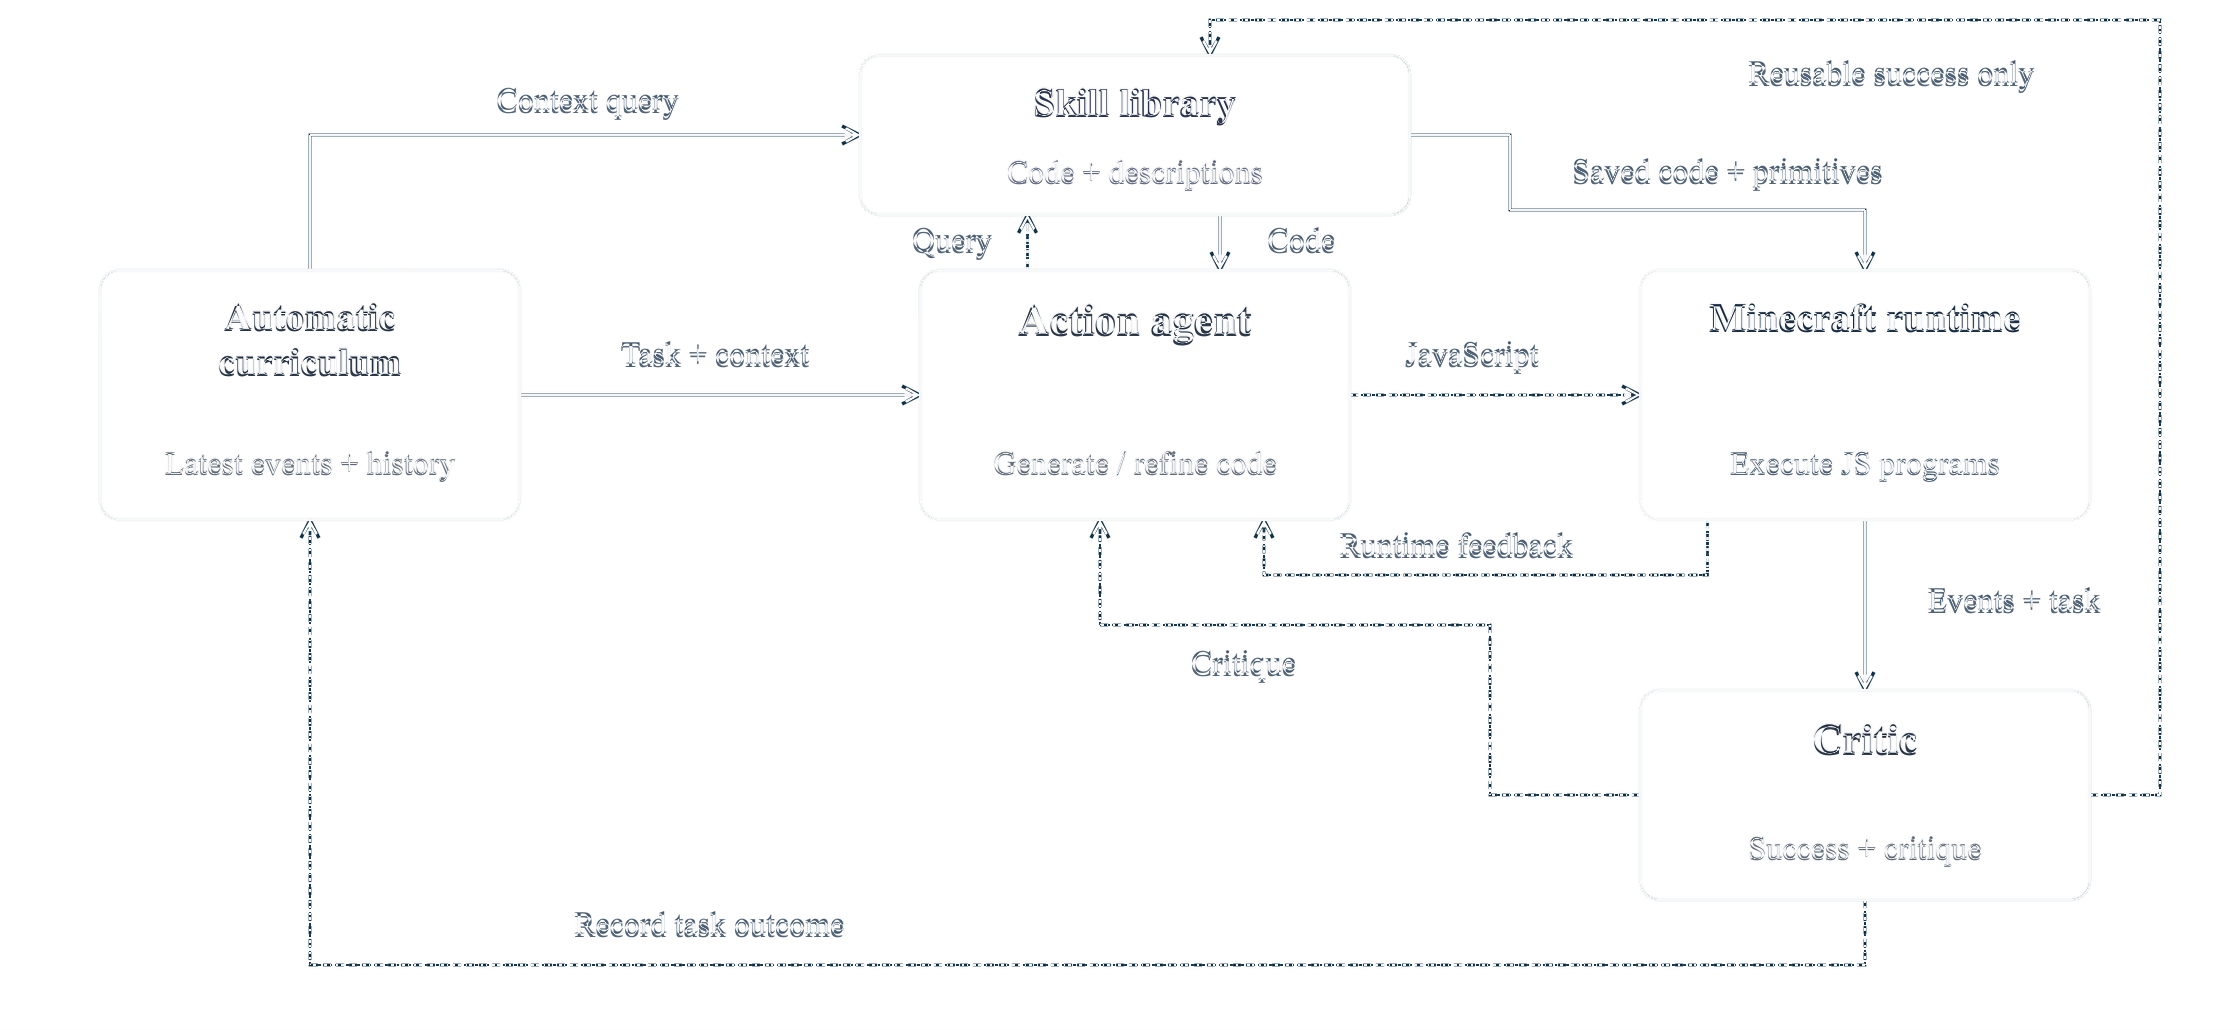 Reusable success only
Context query
Skill library
Code + descriptions
Saved code + primitives
Query
Code
Automatic
curriculum
Latest events + history
Task + context
Action agent
Generate / refine code
JavaScript
Minecraft runtime
Execute JS programs
Runtime feedback
Events + task
Critique
Critic
Success + critique
Record task outcome